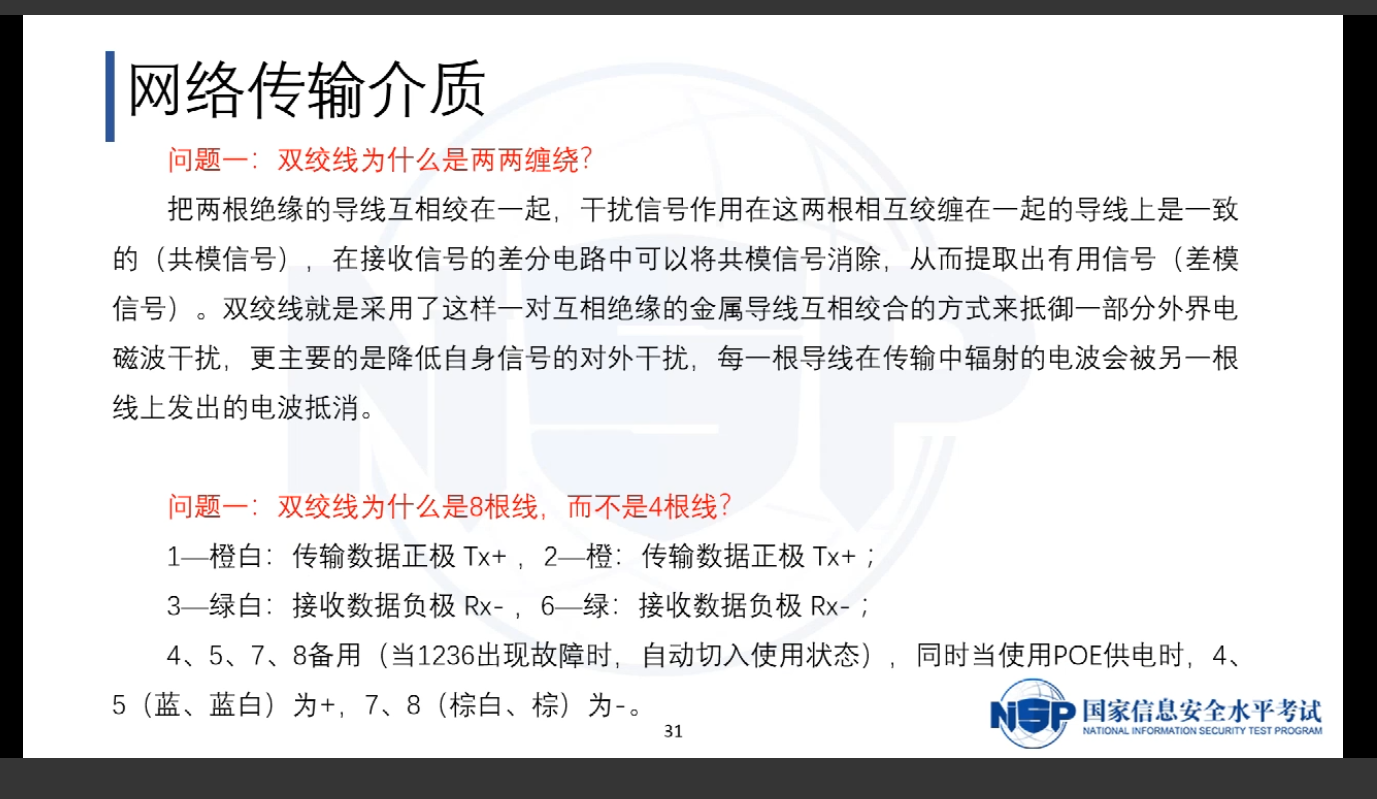 网络传输介质
问题一：双绞线为什么是两两缠绕？
把两根绝缘的导线互相绞在一起，干扰信号作用在这两根相互绞缠在一起的导线上是一致
的（共模信号），在接收信号的差分电路中可以将共模信号消除，从而提取出有用信号（差模
信号）。双绞线就是采用了这样一对互相绝缘的金属导线互相绞合的方式来抵御一部分外界电
磁波干扰，更主要的是降低自身信号的对外干扰，每一根导线在传输中辐射的电波会被另一根
线上发出的电波抵消。
问题一：双绞线为什么是8根线，而不是4根线？
1—橙白：传输数据正极 Tx+ ，2—橙：传输数据正极 Tx+ ；
3—绿白：接收数据负极 Rx- ，6—绿：接收数据负极 Rx- ；
4、5、7、8备用（当1236出现故障时，自动切入使用状态），同时当使用POE供电时，4、
5（蓝、蓝白）为+，7、8（棕白、棕）为-。
31
NSP 国家信息安全水平考试
NATIONAL INFORMATION SECURITY TEST PROGRAM
NSP